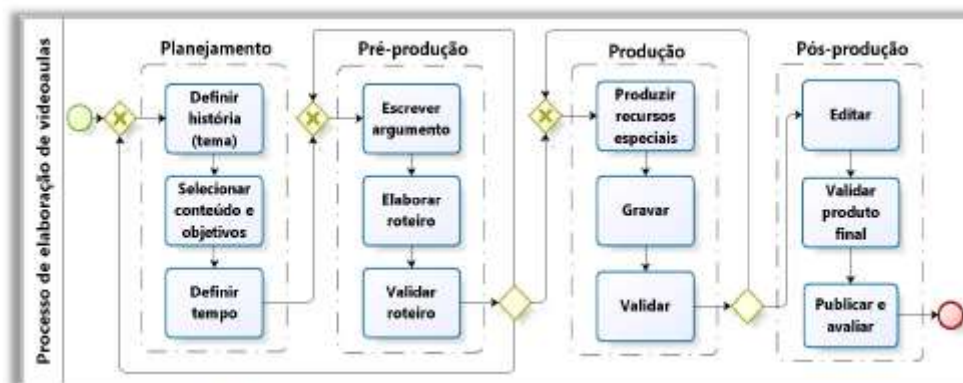 Processo de elaboração de videoaulas
Planejamento
Definir
história
(tema)
Selecionar
conteúdo e
objetivos
Definir
tempo
Pré-produção
Escrever
argumento
Elaborar
roteiro
Validar
roteiro
Produção
Produzir
recursos
especiais
Gravar
Validar
Pós-produção
Editar
Validar
produto
final
Publicar e
avaliar